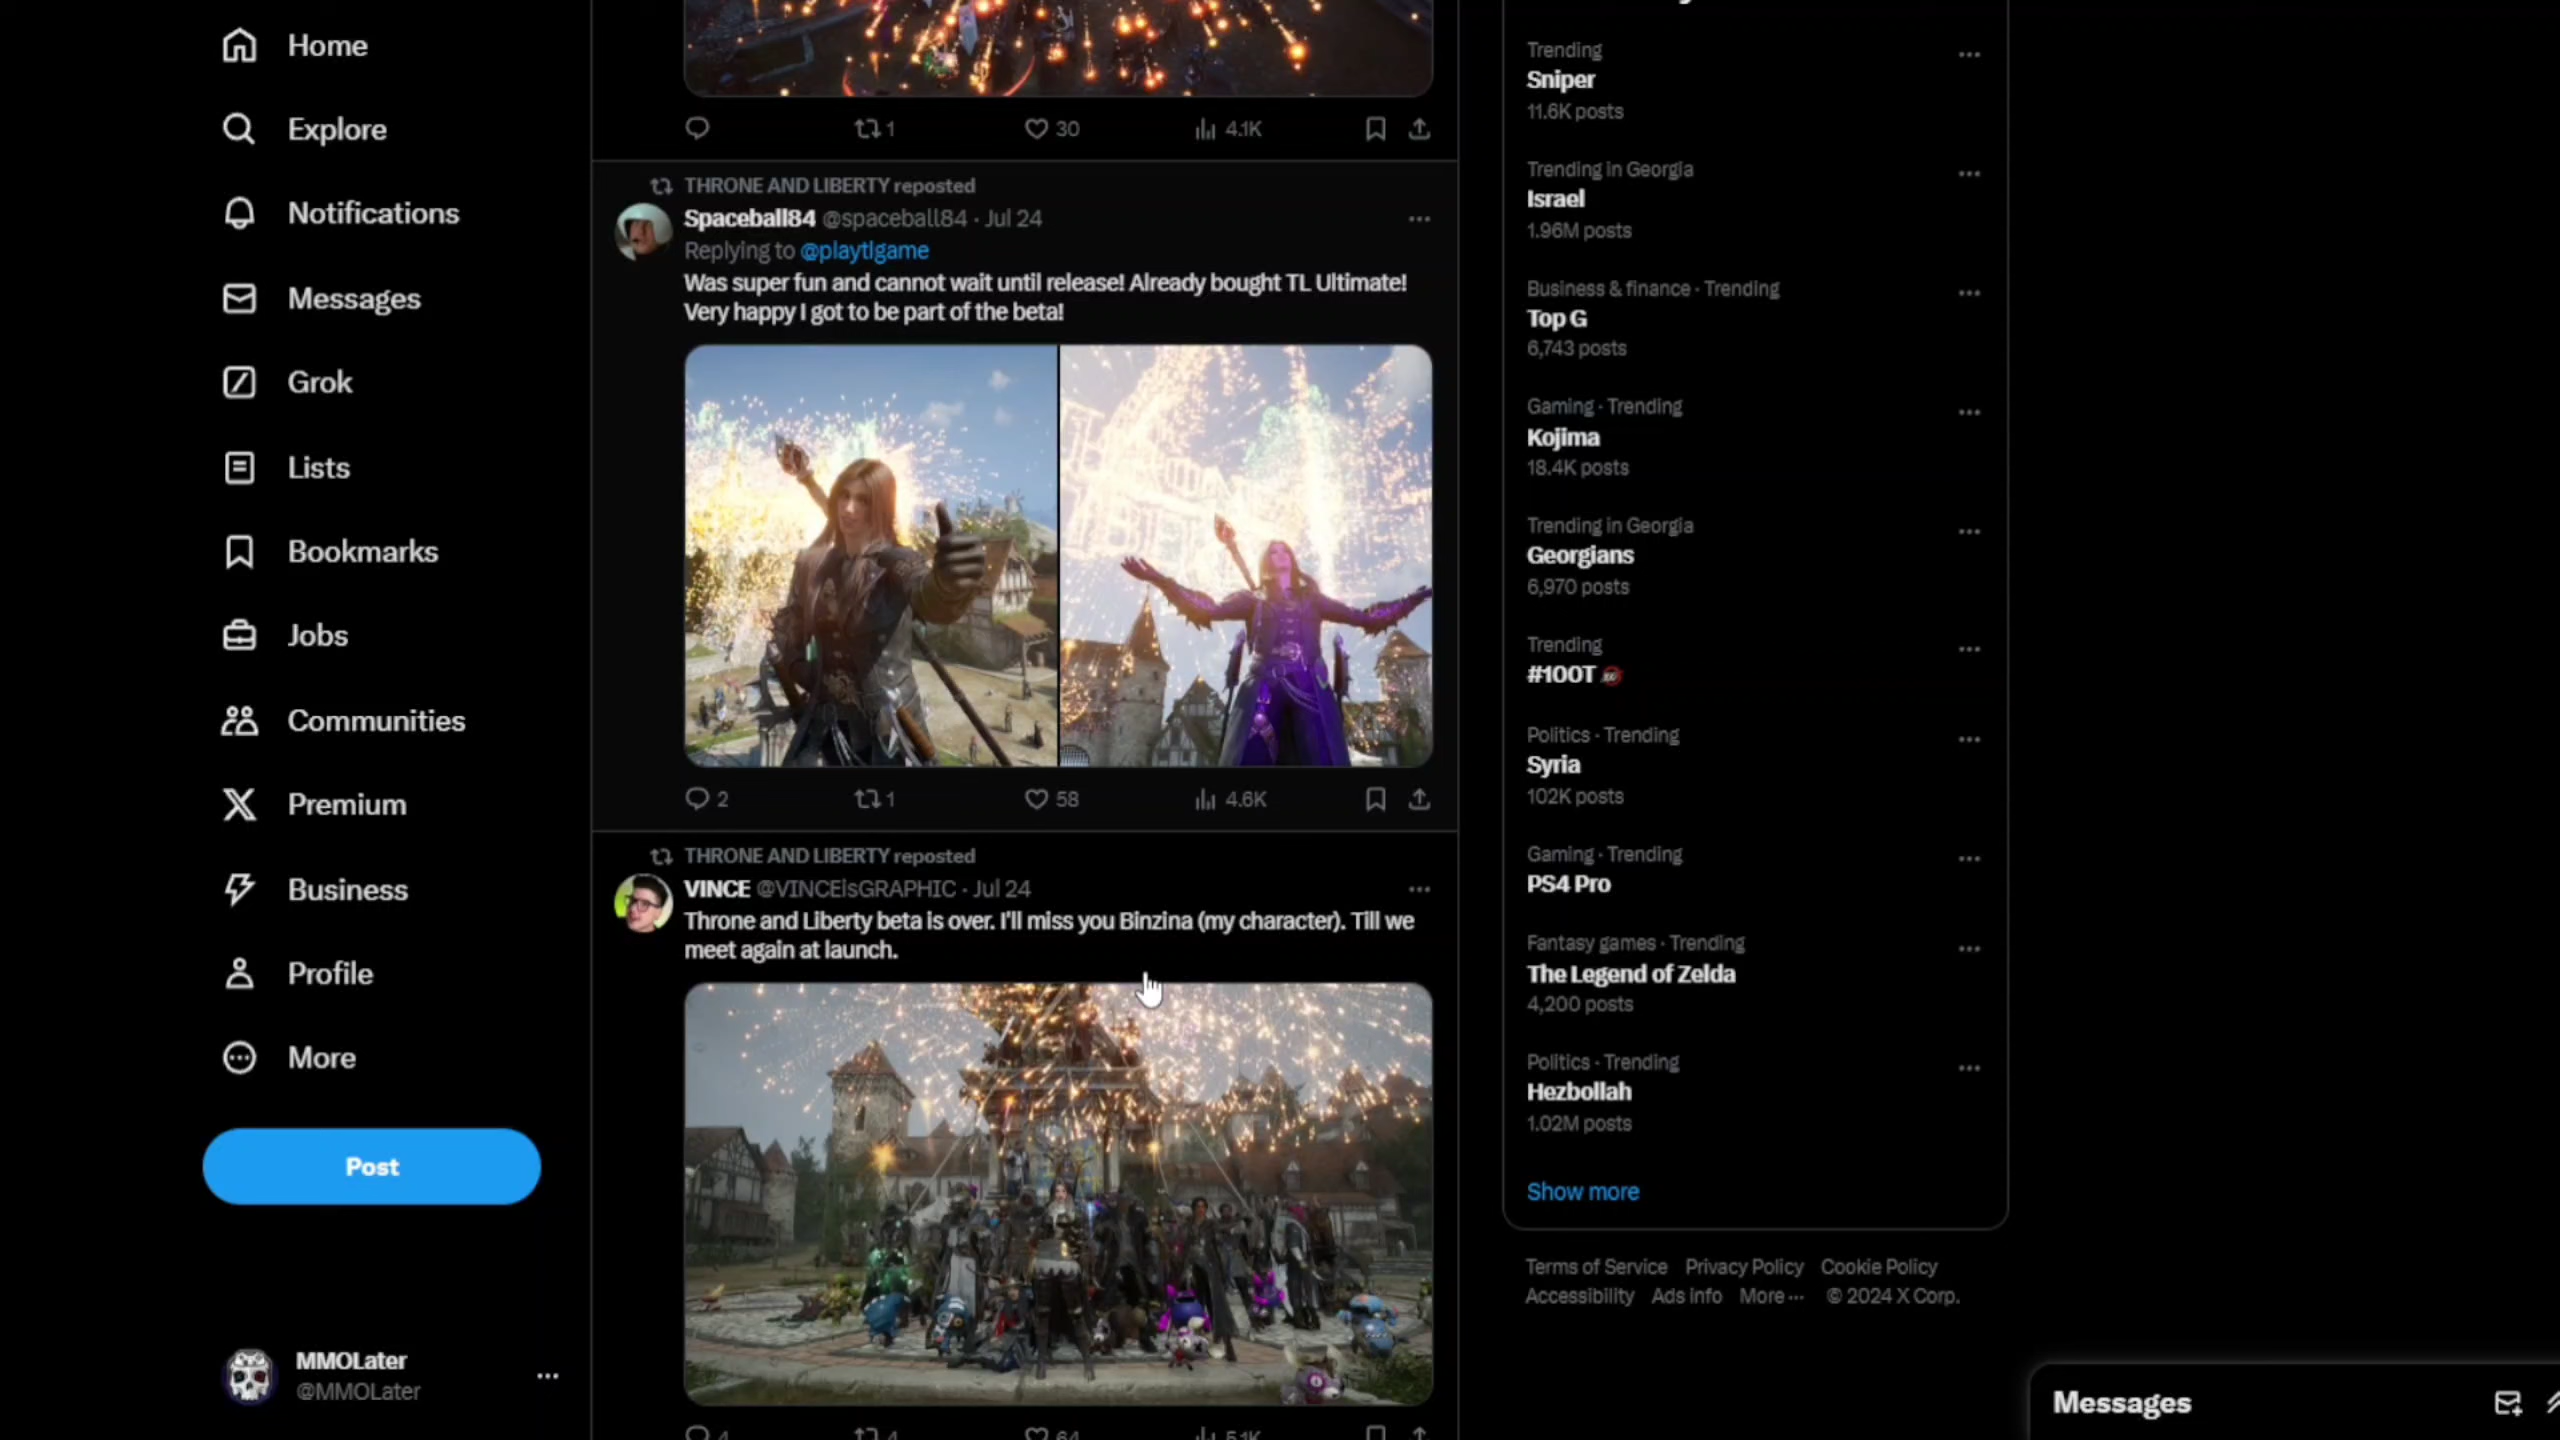 Home
Explore
Notifications
Messages
Grok
Lists
Bookmarks
Jobs
Communities
Premium
Business
Profile
More
Post
MMOLater
@MMOLater
1
30
4.1K
THRONE AND LIBERTY reposted
Spaceball84 @spaceball84 · Jul 24
Replying to @playtlgame
Was super fun and cannot wait until release! Already bought TL Ultimate!
Very happy I got to be part of the beta!
2
1
58
4.6K
THRONE AND LIBERTY reposted
VINCE @VINCEisGRAPHIC · Jul 24
Throne and Liberty beta is over. I'll miss you Binzina (my character). Till we
meet again at launch.
4
4
64
5.1K
Trending
Sniper
11.6K posts
Trending in Georgia
Israel
1.96M posts
Business & finance · Trending
Top G
6,743 posts
Gaming · Trending
Kojima
18.4K posts
Trending in Georgia
Georgians
6,970 posts
Trending
#100T
Politics · Trending
Syria
102K posts
Gaming · Trending
PS4 Pro
Fantasy games · Trending
The Legend of Zelda
4,200 posts
Politics · Trending
Hezbollah
1.02M posts
Show more
Terms of Service Privacy Policy Cookie Policy
Accessibility Ads info More ··· © 2024 X Corp.
Messages